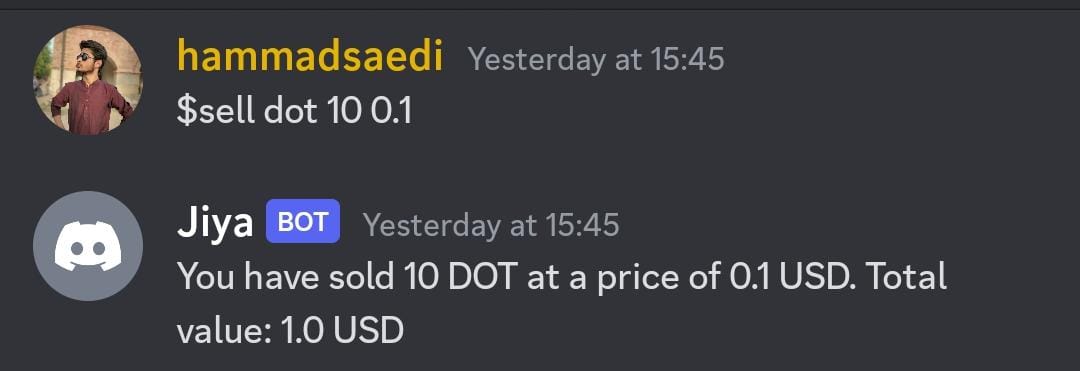 hammadsaedi Yesterday at 15:45
$sell dot 10 0.1
Jiya BOT Yesterday at 15:45
You have sold 10 DOT at a price of 0.1 USD. Total
value: 1.0 USD